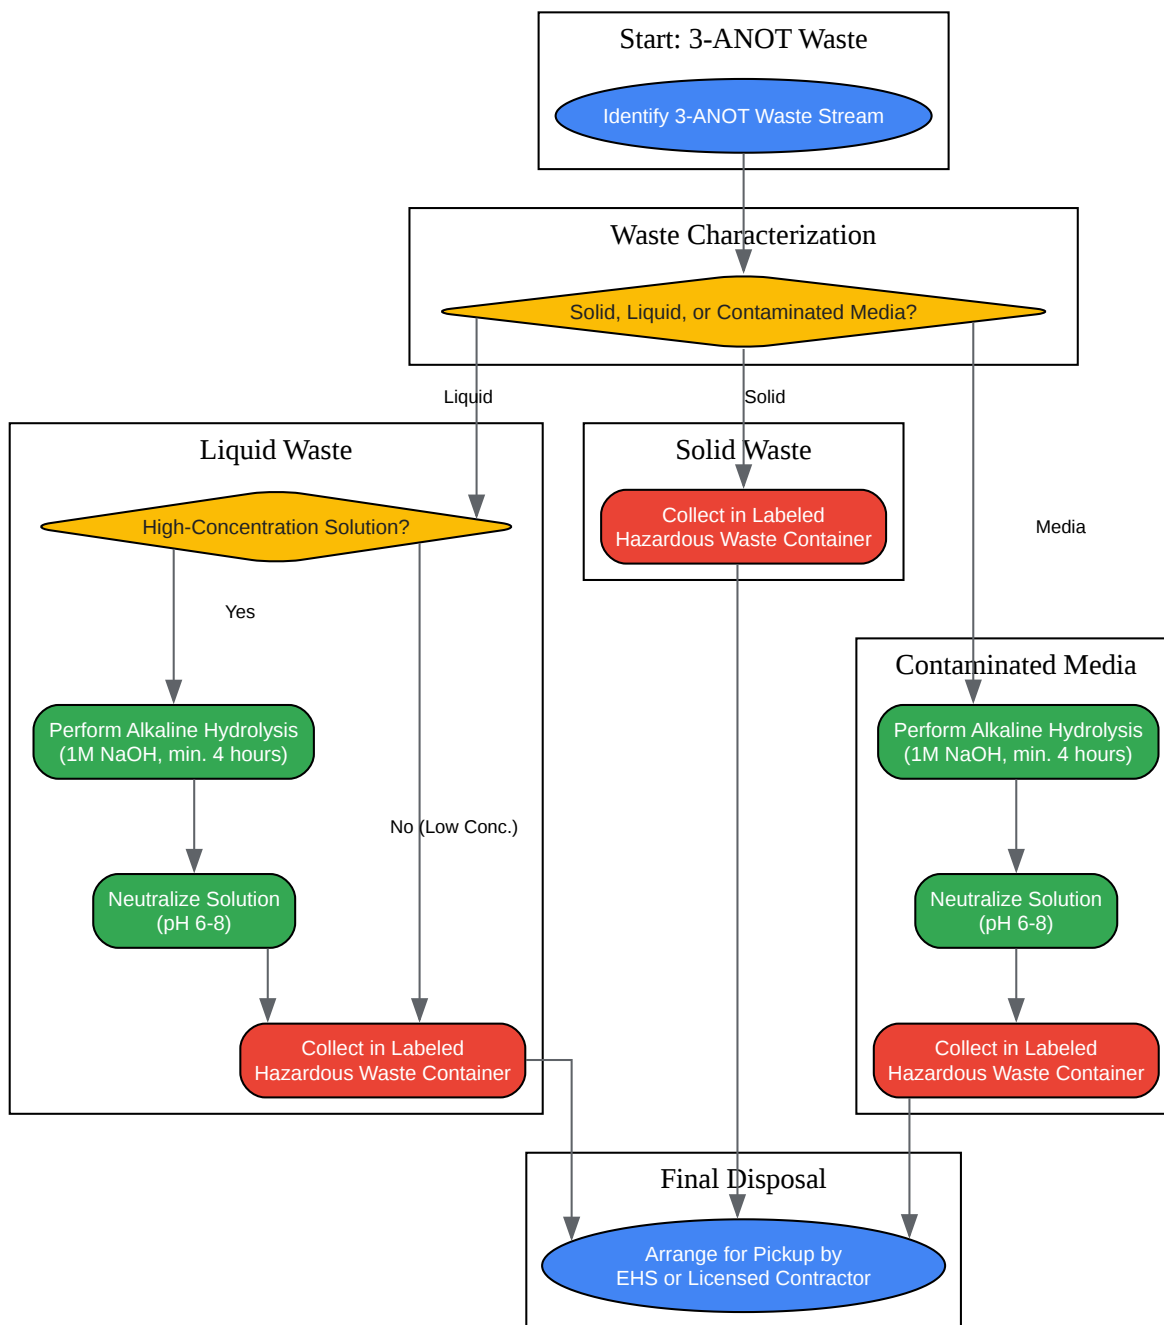 Start: 3-ANOT Waste
Identify 3-ANOT Waste Stream
Waste Characterization
Solid, Liquid, or Contaminated Media?
Liquid
Solid
Media
Liquid Waste
High-Concentration Solution?
Yes
No (Low Conc.)
Perform Alkaline Hydrolysis
(1M NaOH, min. 4 hours)
Neutralize Solution
(pH 6-8)
Collect in Labeled
Hazardous Waste Container
Solid Waste
Collect in Labeled
Hazardous Waste Container
Contaminated Media
Perform Alkaline Hydrolysis
(1M NaOH, min. 4 hours)
Neutralize Solution
(pH 6-8)
Collect in Labeled
Hazardous Waste Container
Final Disposal
Arrange for Pickup by
EHS or Licensed Contractor